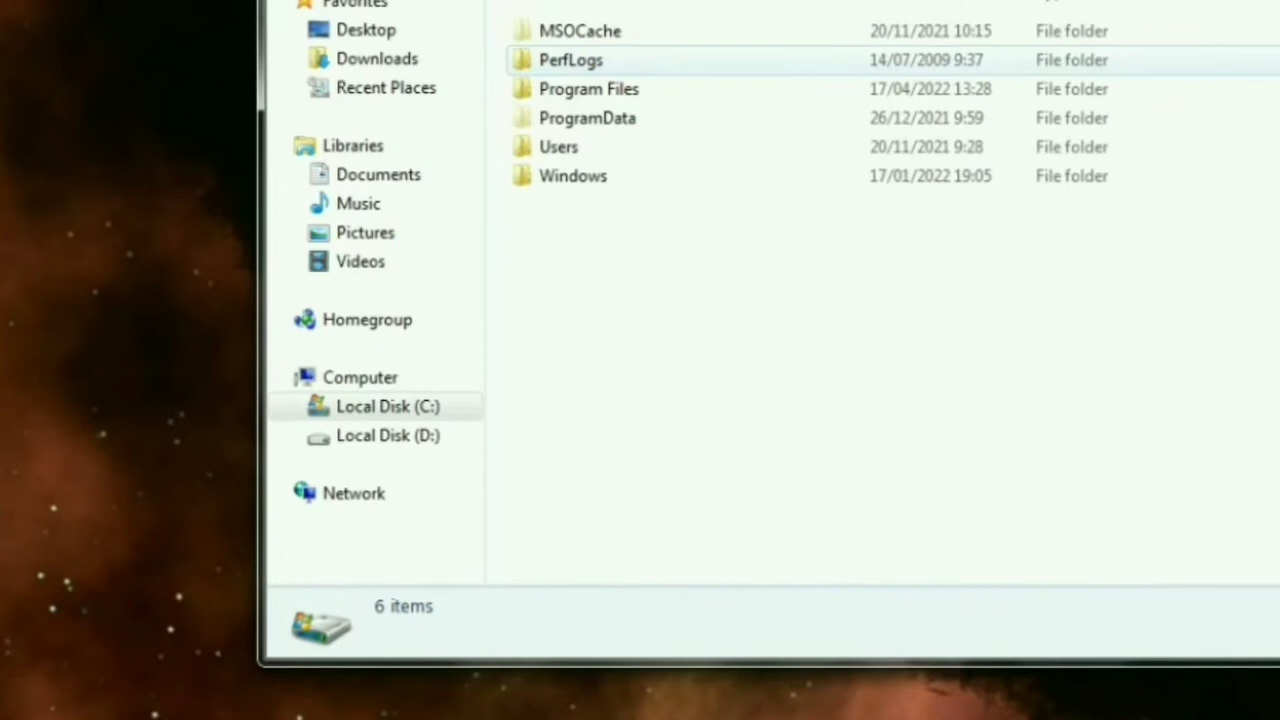 Favorites
Desktop
Downloads
Recent Places
Libraries
Documents
Music
Pictures
Videos
Homegroup
Computer
Local Disk (C:)
Local Disk (D:)
Network
MSOCache 20/11/2021 10:15 File folder
PerfLogs 14/07/2009 9:37 File folder
Program Files 17/04/2022 13:28 File folder
ProgramData 26/12/2021 9:59 File folder
Users 20/11/2021 9:28 File folder
Windows 17/01/2022 19:05 File folder
6 items